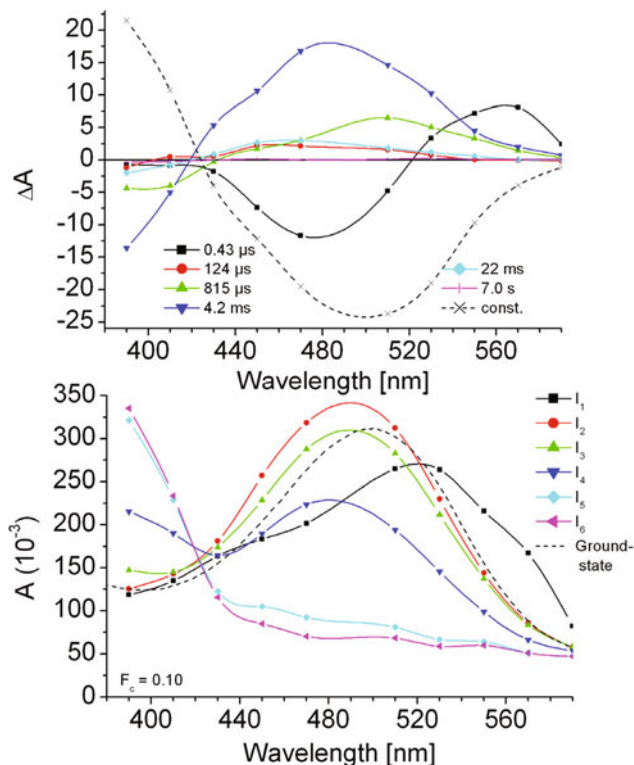 20
15
10
5
0
-5
-10
-15
-20
-25
ΔA
0.43 µs
124 µs
815 µs
4.2 ms
22 ms
7.0 s
const.
400 440 480 520 560
Wavelength [nm]
350
300
250
200
150
100
50
0
A (10⁻³)
I₁
I₂
I₃
I₄
I₅
I₆
Ground-
state
F_c = 0.10
400 440 480 520 560
Wavelength [nm]